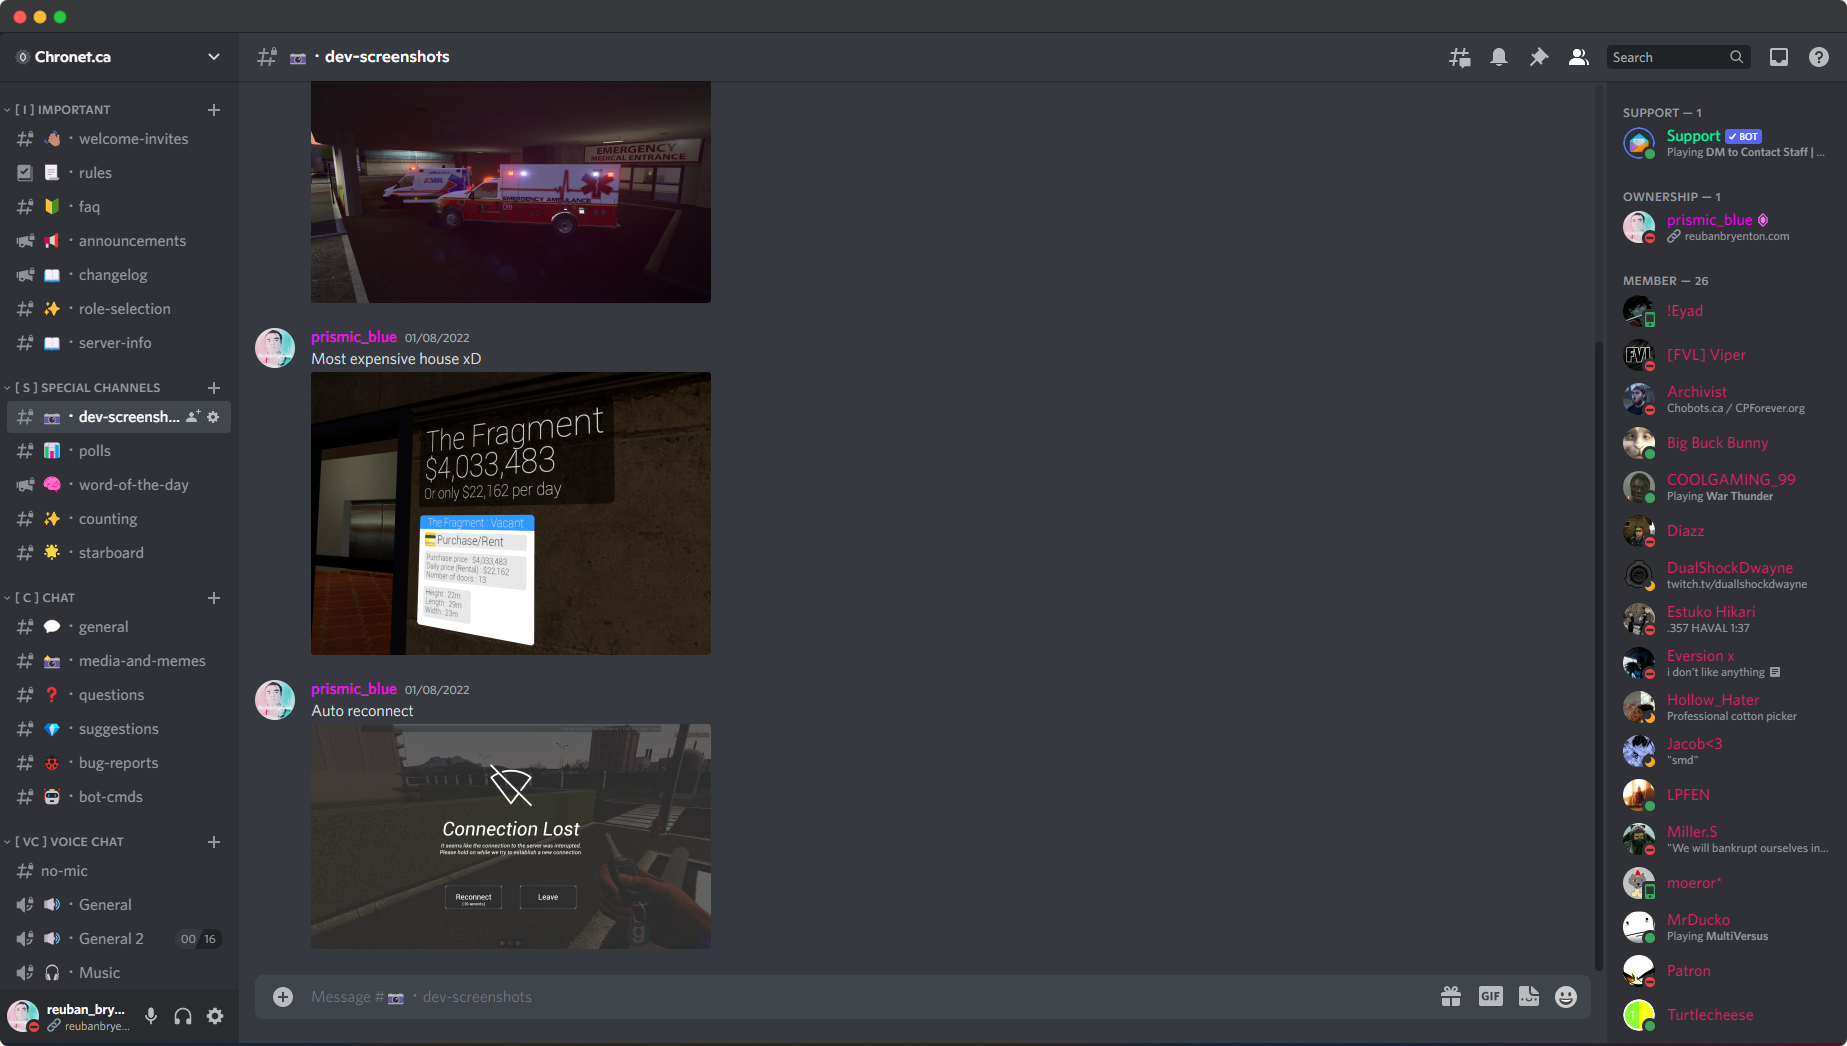 Chronet.ca
[ I ] IMPORTANT
welcome-invites
rules
faq
announcements
changelog
role-selection
server-info
[ S ] SPECIAL CHANNELS
dev-screensh...
polls
word-of-the-day
counting
starboard
[ C ] CHAT
general
media-and-memes
questions
suggestions
bug-reports
bot-cmds
[ VC ] VOICE CHAT
no-mic
General
General 2 00 16
Music
reuban_bry...
reubanbrye...
dev-screenshots
Search
EMERGENCY
MEDICAL ENTRANCE
EMERGENCY AMBULANCE
prismic_blue 01/08/2022
Most expensive house xD
The Fragment
$4,033,483
Or only $22,162 per day
The Fragment : Vacant
Purchase/Rent
Purchase price : $4,033,483
Daily price (Rental) : $22,162
Number of doors : 13
Height : 22m
Length : 29m
Width : 23m
prismic_blue 01/08/2022
Auto reconnect
Connection Lost
It seems like the connection to the server was interupted.
Please hold on while we try to establish a new connection.
Reconnect
Leave
Message # dev-screenshots
GIF
SUPPORT — 1
Support BOT
Playing DM to Contact Staff | ...
OWNERSHIP — 1
prismic_blue
reubanbryenton.com
MEMBER — 26
!Eyad
FVL
[FVL] Viper
Archivist
Chobots.ca / CPForever.org
Big Buck Bunny
COOLGAMING_99
Playing War Thunder
Diazz
DualShockDwayne
twitch.tv/duallshockdwayne
Estuko Hikari
.357 HAVAL 1:37
Eversion x
i don't like anything
Hollow_Hater
Professional cotton picker
Jacob<3
"smd"
LPFEN
Miller.S
"We will bankrupt ourselves in...
moeror*
MrDucko
Playing MultiVersus
Patron
Turtlecheese